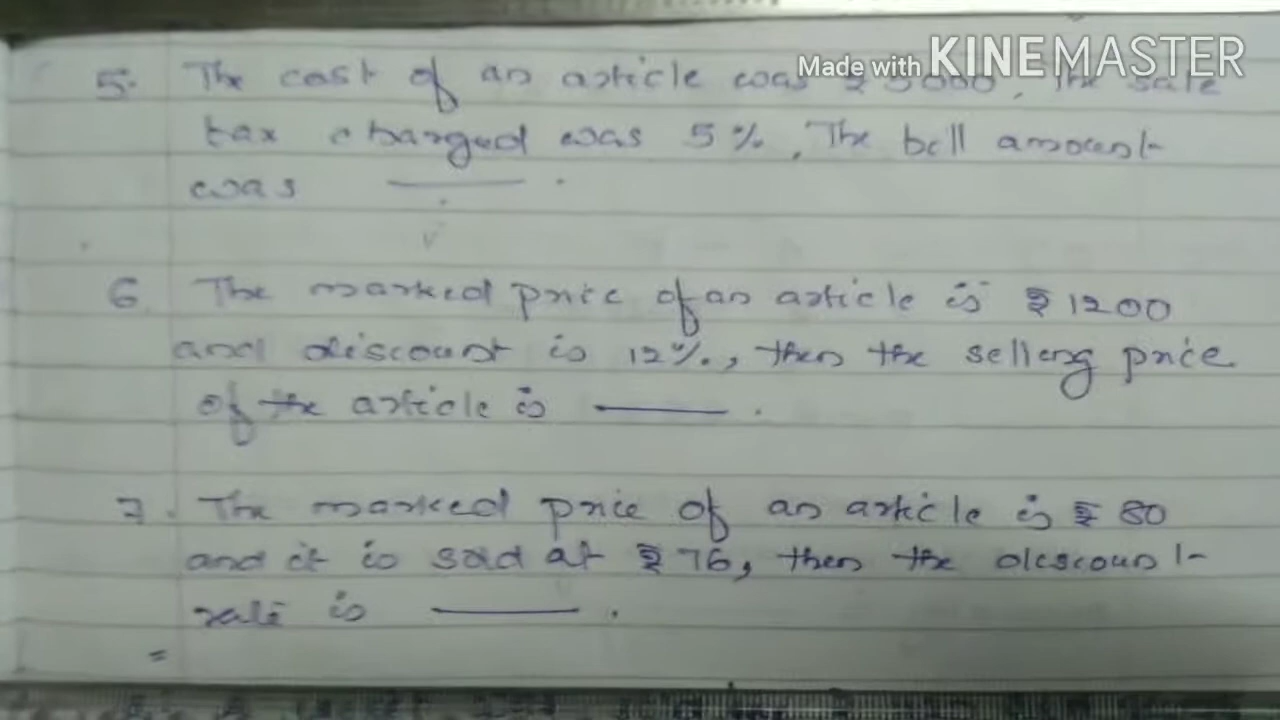 Made with KINEMASTER
5. The cost of an article was ₹ 5000, The sale
tax charged was 5%. The bill amount
was ______ .
6. The marked price of an article is ₹ 1200
and discount is 12%, then the selling price
of the article is ______ .
7. The marked price of an article is ₹ 80
and it is sold at ₹ 76, then the discount
rate is ______ .
=